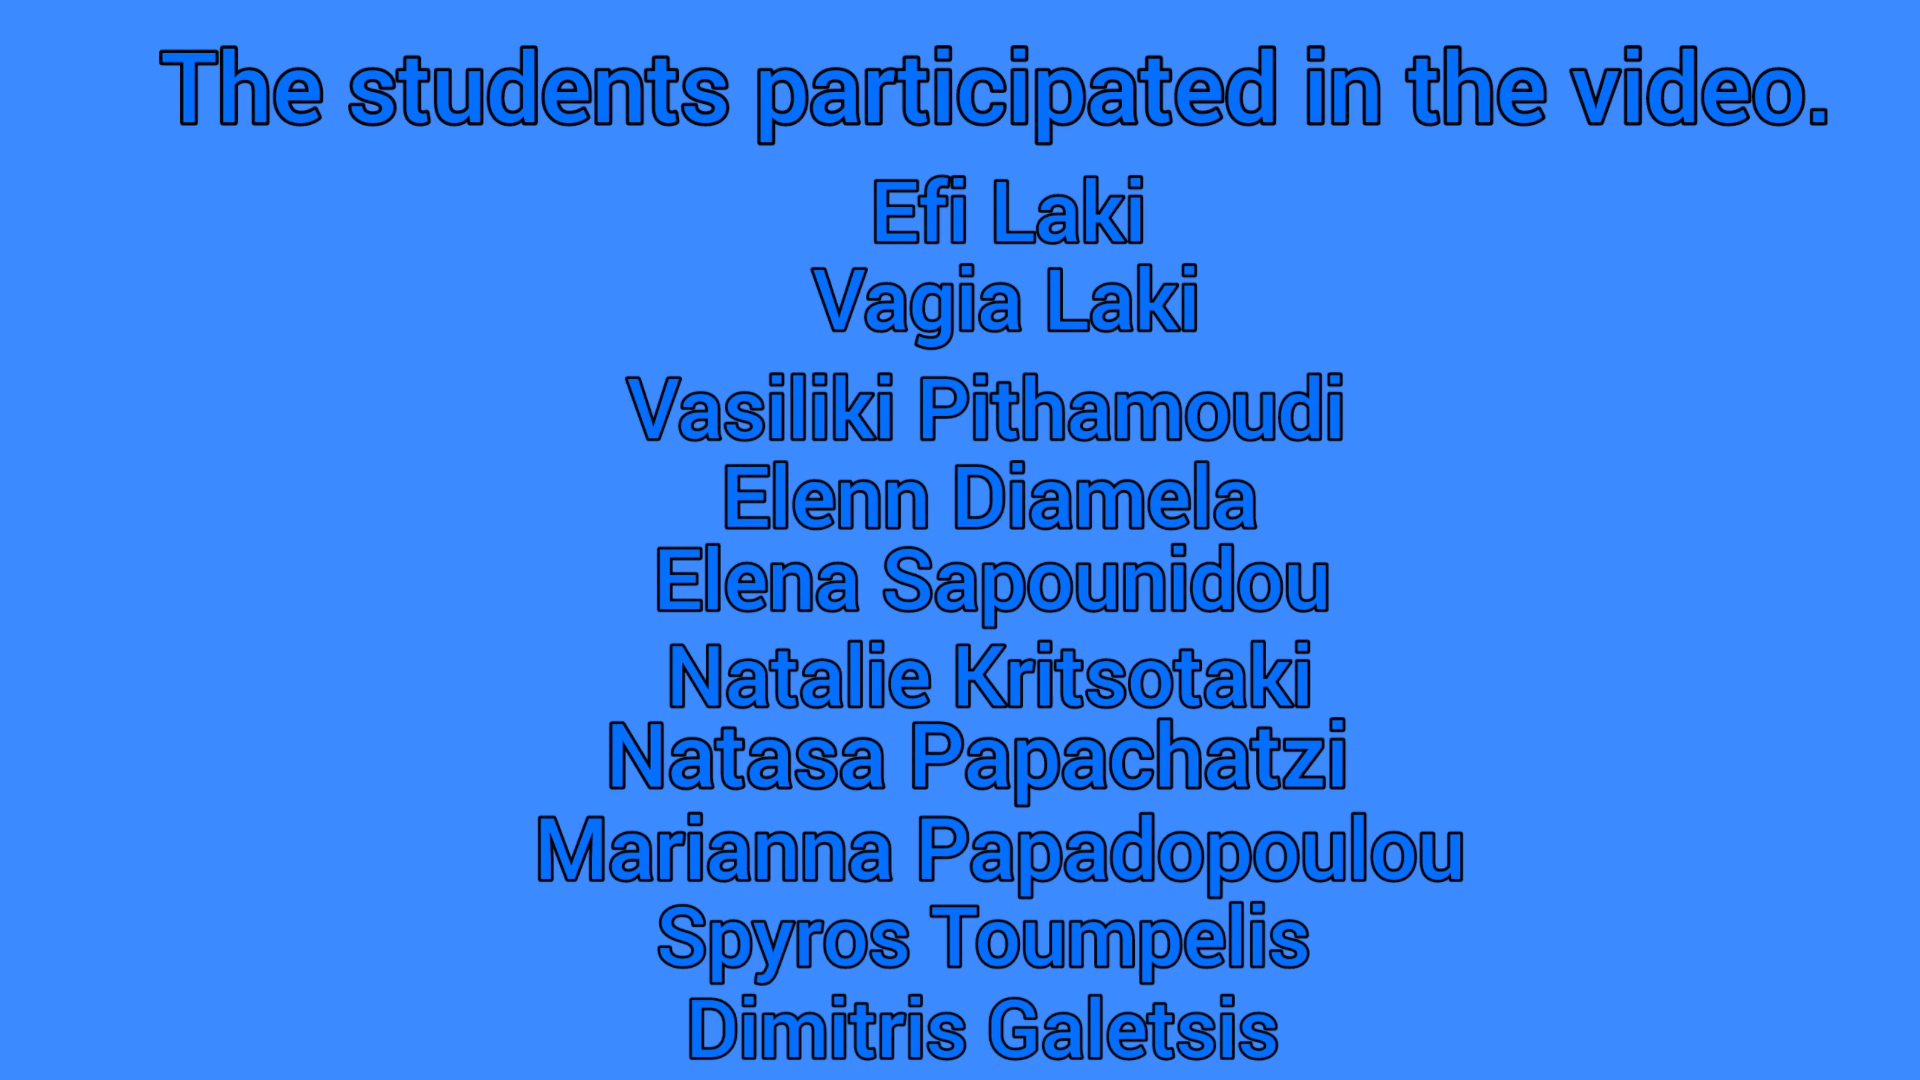 The students participated in the video.
Efi Laki
Vagia Laki
Vasiliki Pithamoudi
Elenn Diamela
Elena Sapounidou
Natalie Kritsotaki
Natasa Papachatzi
Marianna Papadopoulou
Spyros Toumpelis
Dimitris Galetsis